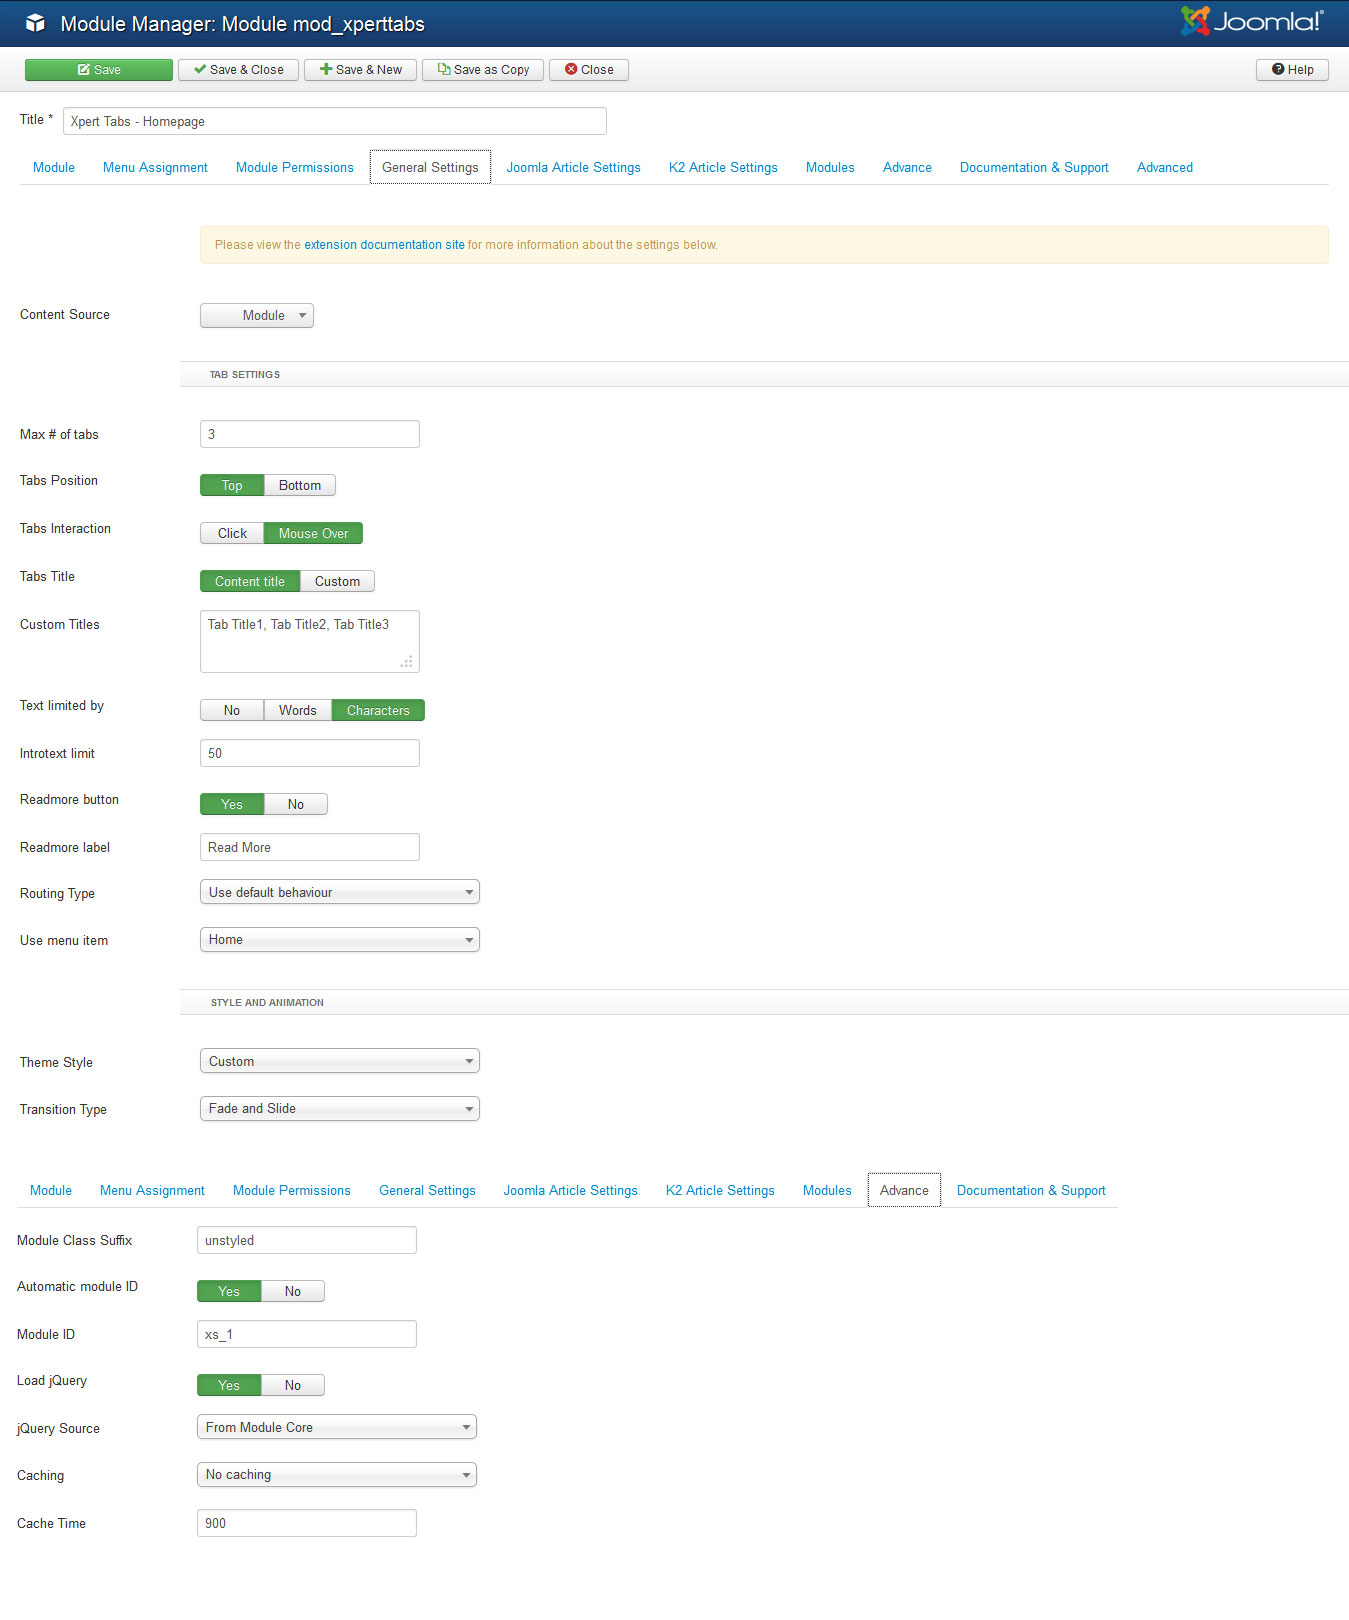 Module Manager: Module mod_xperttabs
Joomla!®
Save Save & Close Save & New Save as Copy Close Help
Title * Xpert Tabs - Homepage
Module Menu Assignment Module Permissions General Settings Joomla Article Settings K2 Article Settings Modules Advance Documentation & Support Advanced
Please view the extension documentation site for more information about the settings below.
Content Source Module
TAB SETTINGS
Max # of tabs 3
Tabs Position Top Bottom
Tabs Interaction Click Mouse Over
Tabs Title Content title Custom
Custom Titles Tab Title1, Tab Title2, Tab Title3
Text limited by No Words Characters
Introtext limit 50
Readmore button Yes No
Readmore label Read More
Routing Type Use default behaviour
Use menu item Home
STYLE AND ANIMATION
Theme Style Custom
Transition Type Fade and Slide
Module Menu Assignment Module Permissions General Settings Joomla Article Settings K2 Article Settings Modules Advance Documentation & Support
Module Class Suffix unstyled
Automatic module ID Yes No
Module ID xs_1
Load jQuery Yes No
jQuery Source From Module Core
Caching No caching
Cache Time 900